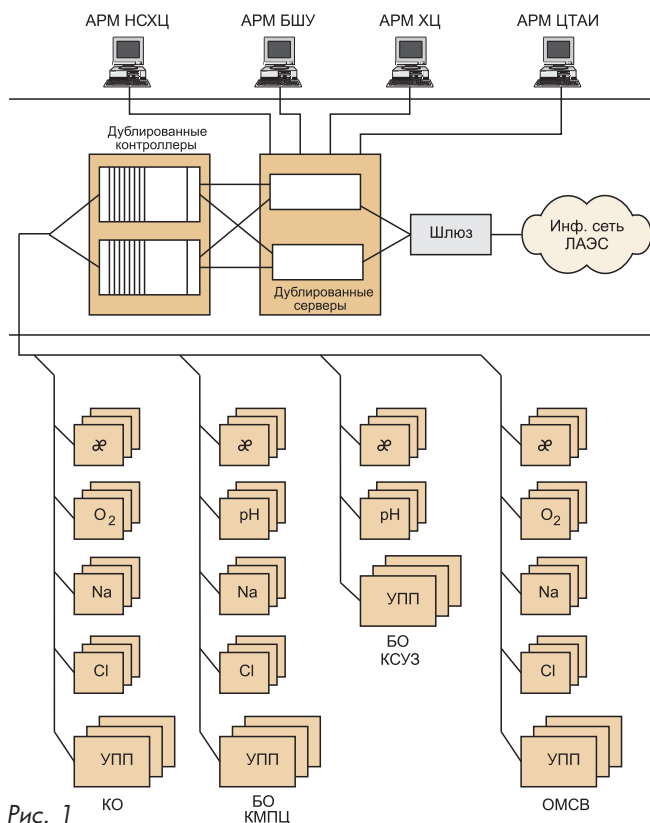 АРМ НСХЦ
АРМ БЩУ
АРМ ХЦ
АРМ ЦТАИ
Дублированные
контроллеры
Дублированные
серверы
Шлюз
Инф. сеть
ЛАЭС
æ
O2
Na
Cl
УПП
КО
æ
pH
Na
Cl
УПП
БО
КМПЦ
æ
pH
УПП
БО
КСУЗ
æ
O2
Na
Cl
УПП
ОМСВ
Рис. 1